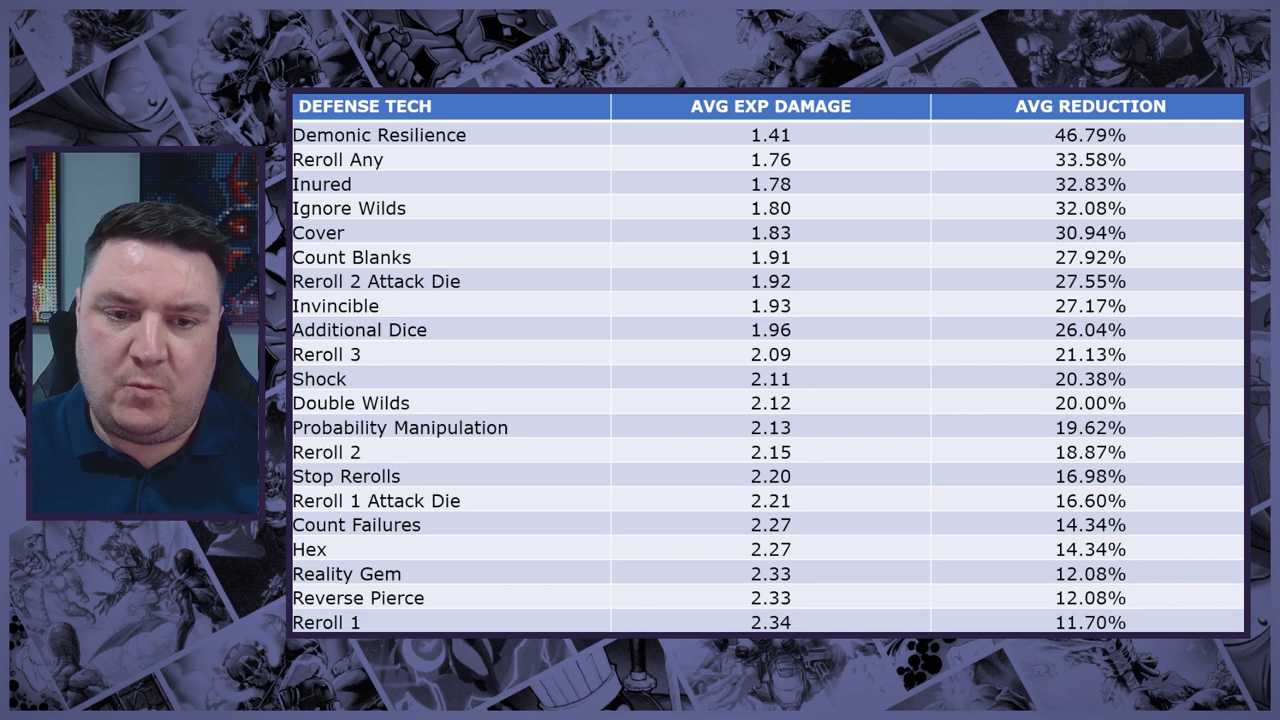 DEFENSE TECH AVG EXP DAMAGE AVG REDUCTION
Demonic Resilience 1.41 46.79%
Reroll Any 1.76 33.58%
Inured 1.78 32.83%
Ignore Wilds 1.80 32.08%
Cover 1.83 30.94%
Count Blanks 1.91 27.92%
Reroll 2 Attack Die 1.92 27.55%
Invincible 1.93 27.17%
Additional Dice 1.96 26.04%
Reroll 3 2.09 21.13%
Shock 2.11 20.38%
Double Wilds 2.12 20.00%
Probability Manipulation 2.13 19.62%
Reroll 2 2.15 18.87%
Stop Rerolls 2.20 16.98%
Reroll 1 Attack Die 2.21 16.60%
Count Failures 2.27 14.34%
Hex 2.27 14.34%
Reality Gem 2.33 12.08%
Reverse Pierce 2.33 12.08%
Reroll 1 2.34 11.70%